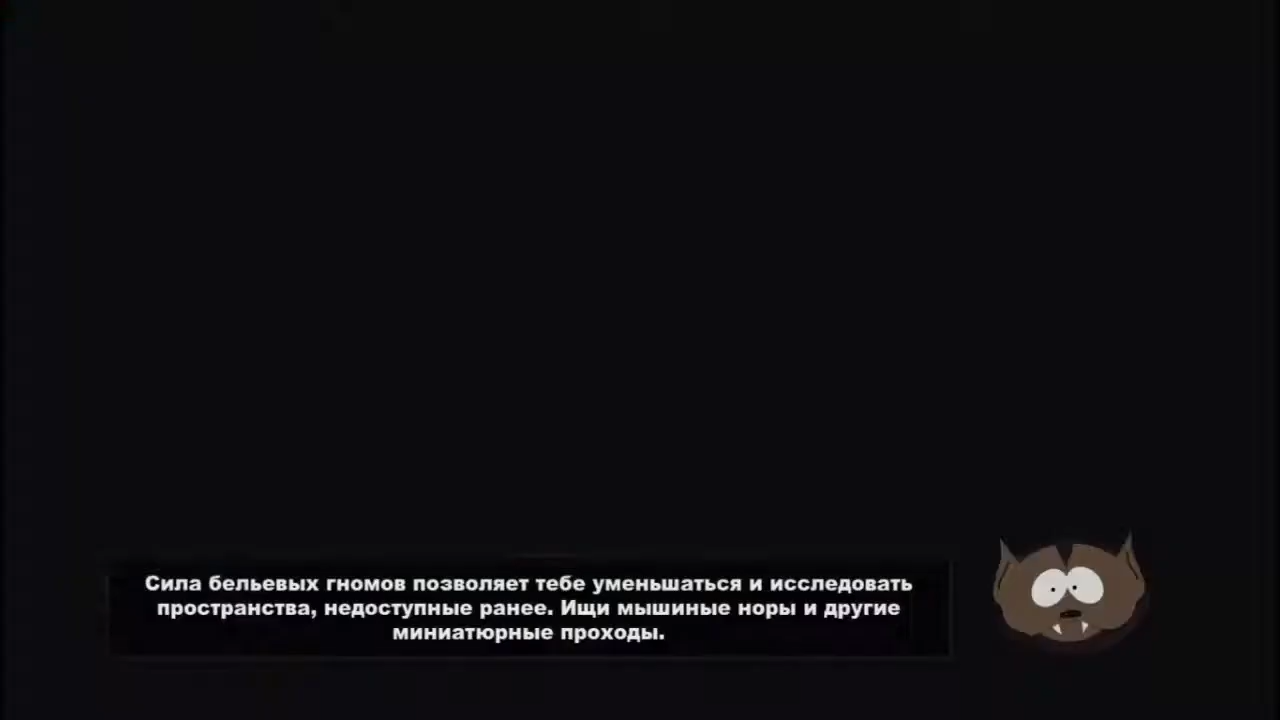 Сила бельевых гномов позволяет тебе уменьшаться и исследовать
пространства, недоступные ранее. Ищи мышиные норы и другие
миниатюрные проходы.